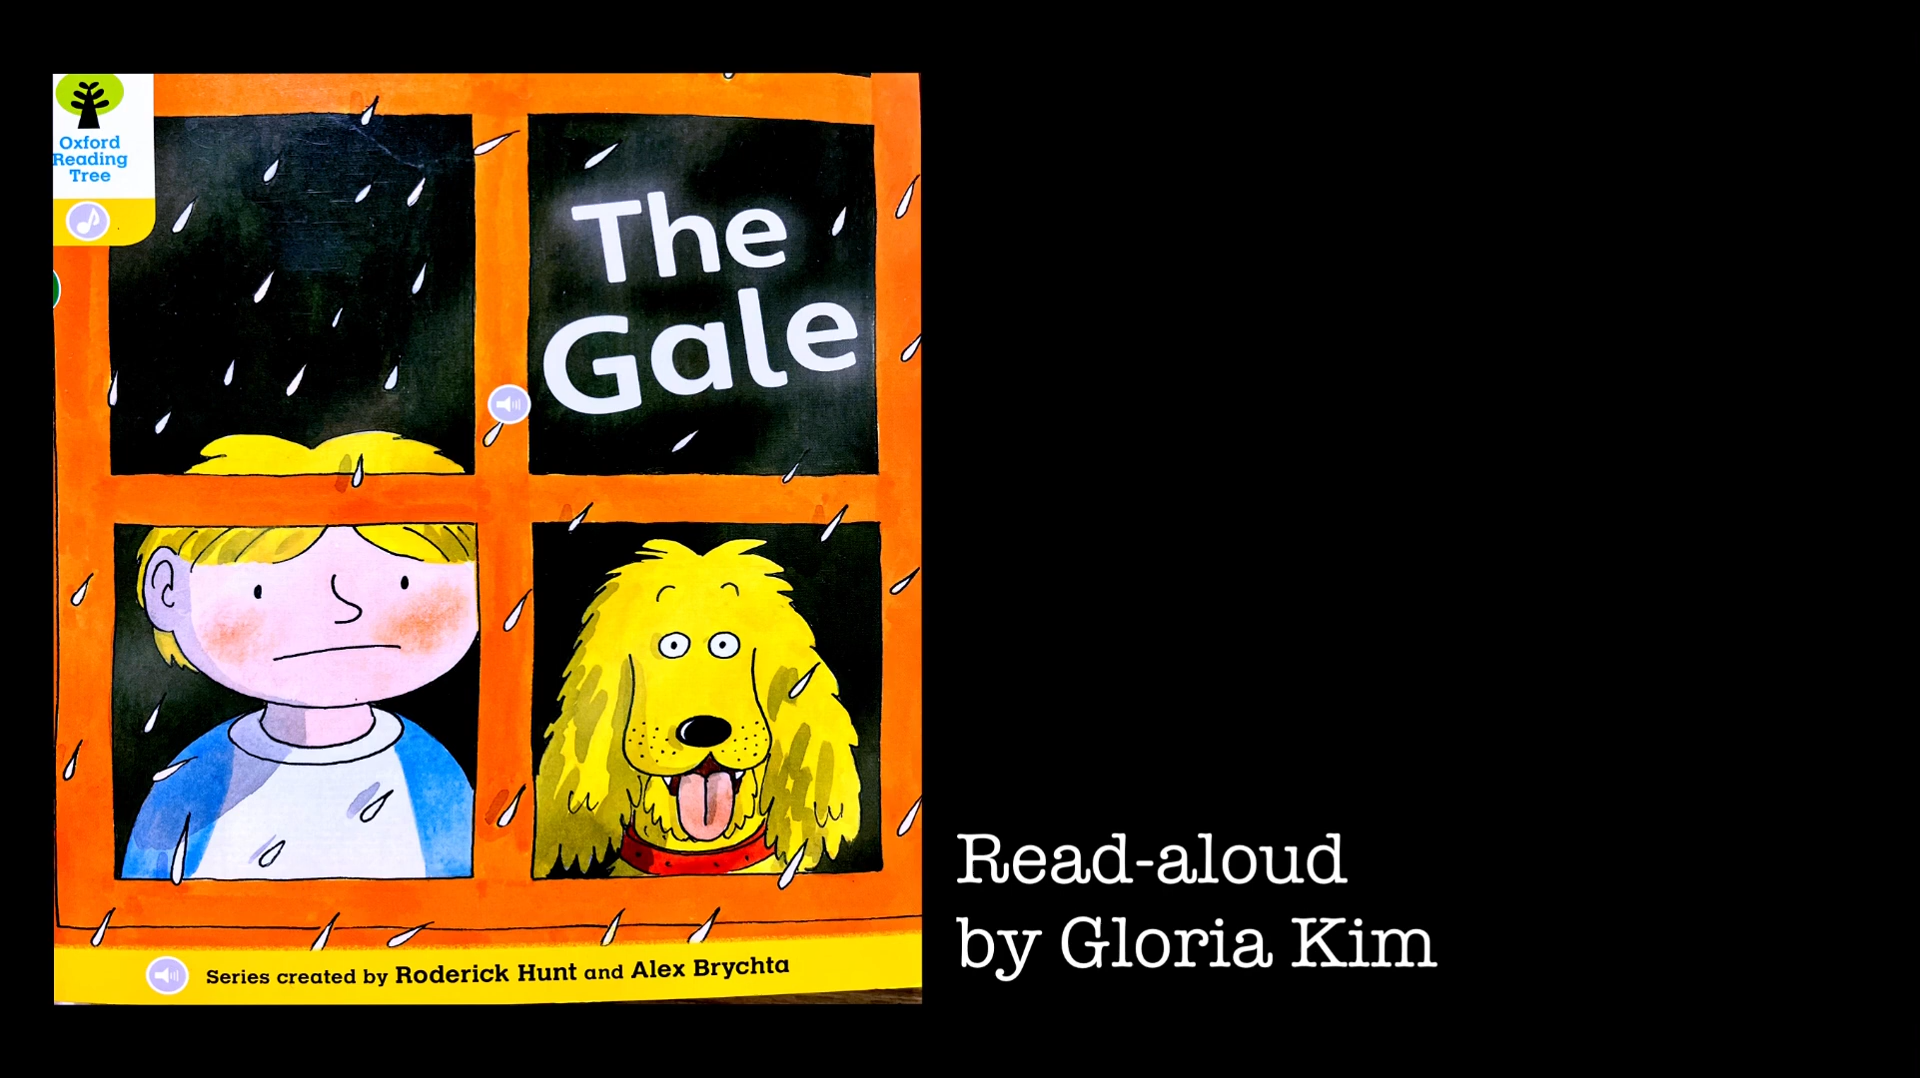 Oxford
Reading
Tree
The
Gale
Series created by Roderick Hunt and Alex Brychta
Read-aloud
by Gloria Kim